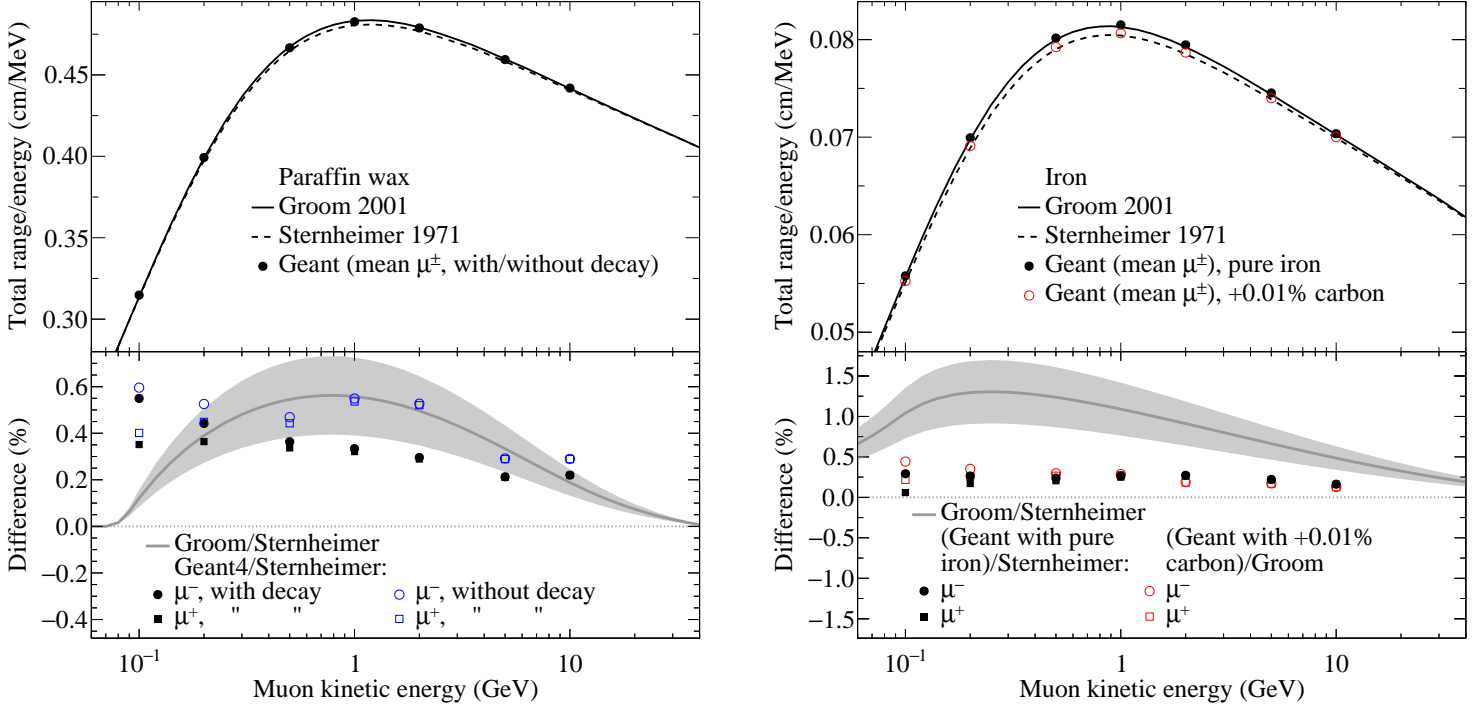 Total range/energy (cm/MeV)
0.45
0.40
0.35
0.30
Paraffin wax
Groom 2001
Sternheimer 1971
Geant (mean μ±, with/without decay)
Difference (%)
0.6
0.4
0.2
0.0
−0.2
−0.4
Groom/Sternheimer
Geant4/Sternheimer:
μ−, with decay
μ+, " "
μ−, without decay
μ+, " "
10−1
1
10
Muon kinetic energy (GeV)
Total range/energy (cm/MeV)
0.08
0.07
0.06
0.05
Iron
Groom 2001
Sternheimer 1971
Geant (mean μ±), pure iron
Geant (mean μ±), +0.01% carbon
Difference (%)
1.5
1.0
0.5
0.0
−0.5
−1.0
−1.5
Groom/Sternheimer
(Geant with pure
iron)/Sternheimer:
μ−
μ+
(Geant with +0.01%
carbon)/Groom
μ−
μ+
10−1
1
10
Muon kinetic energy (GeV)